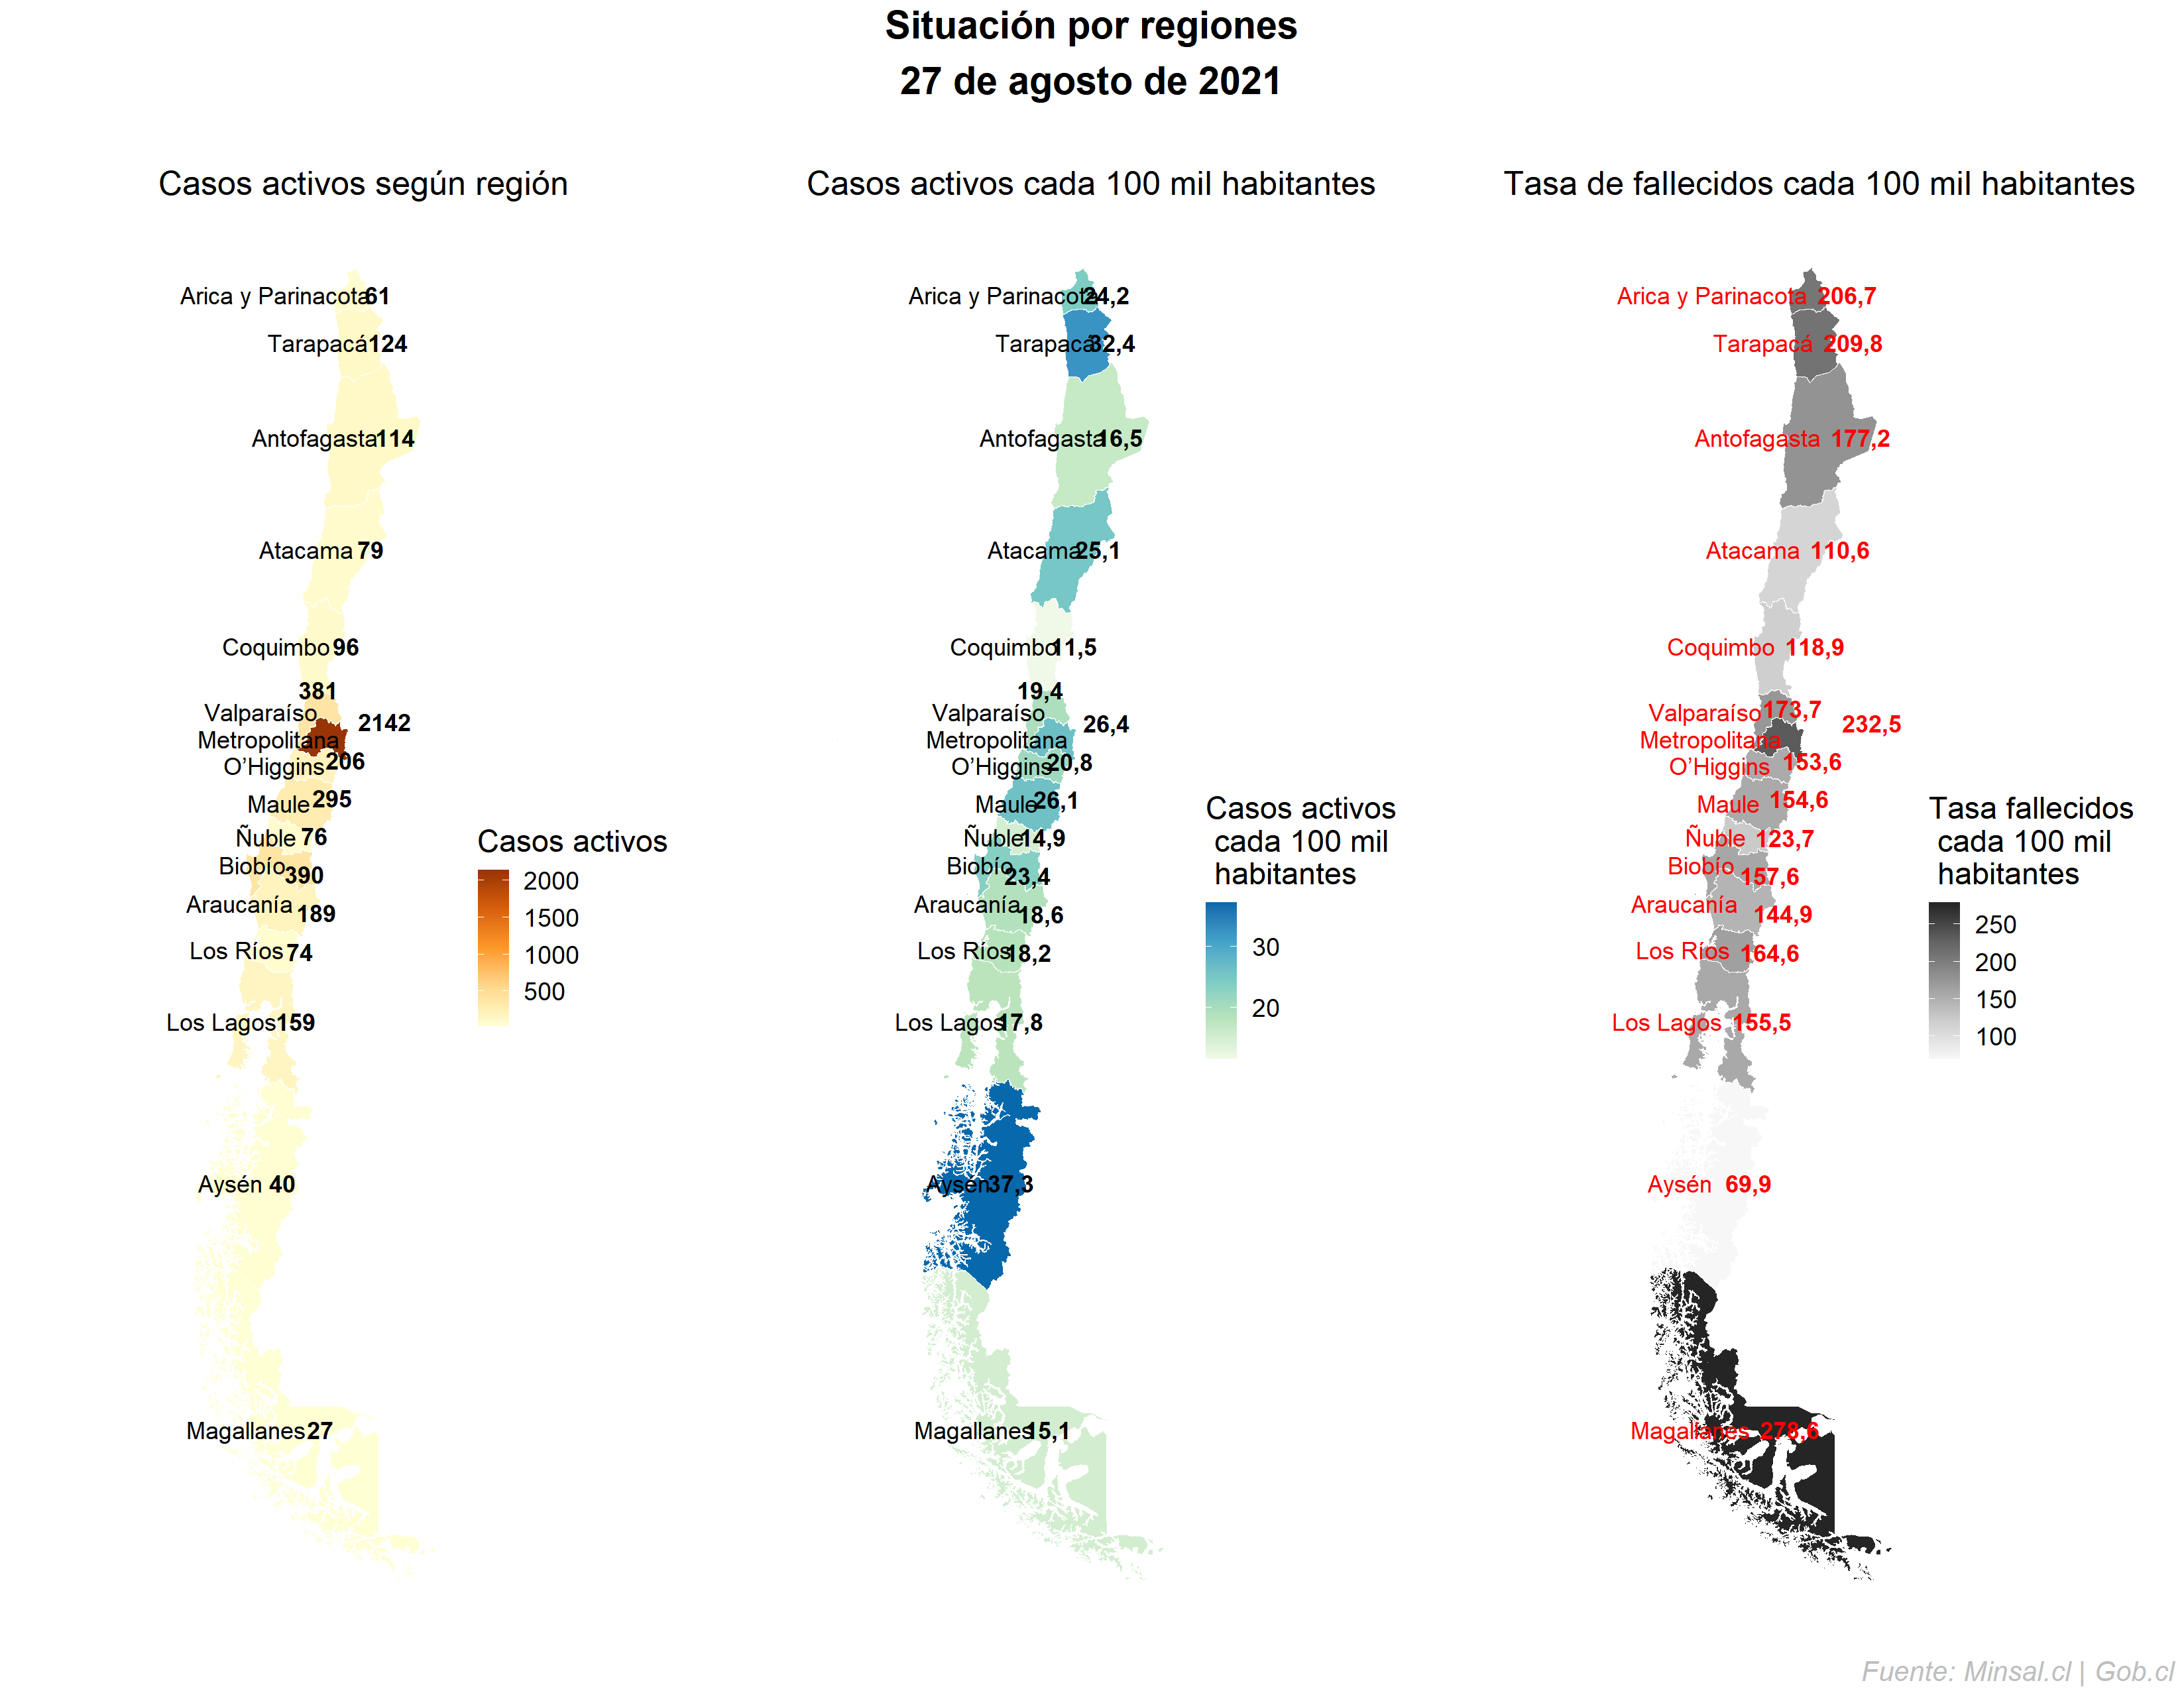 Situación por regiones
27 de agosto de 2021
Casos activos según región
Arica y Parinacota 61
Tarapacá 124
Antofagasta 114
Atacama 79
Coquimbo 96
381
Valparaíso
2142
Metropolitana
206
O’Higgins
295
Maule
Ñuble 76
Biobío
390
Araucanía
189
Los Ríos 74
Los Lagos 159
Aysén 40
Magallanes 27
Casos activos
2000
1500
1000
500
Casos activos cada 100 mil habitantes
Arica y Parinacota 24,2
Tarapacá 32,4
Antofagasta 16,5
Atacama 25,1
Coquimbo 11,5
19,4
Valparaíso
26,4
Metropolitana
20,8
O’Higgins
26,1
Maule
Ñuble 14,9
Biobío
23,4
Araucanía
18,6
Los Ríos 18,2
Los Lagos 17,8
Aysén 37,3
Magallanes 15,1
Casos activos
cada 100 mil
habitantes
30
20
Tasa de fallecidos cada 100 mil habitantes
Arica y Parinacota 206,7
Tarapacá 209,8
Antofagasta 177,2
Atacama 110,6
Coquimbo 118,9
Valparaíso 173,7
232,5
Metropolitana
153,6
O’Higgins
154,6
Maule
Ñuble 123,7
Biobío
157,6
Araucanía
144,9
Los Ríos 164,6
Los Lagos 155,5
Aysén 69,9
Magallanes 278,6
Tasa fallecidos
cada 100 mil
habitantes
250
200
150
100
Fuente: Minsal.cl | Gob.cl